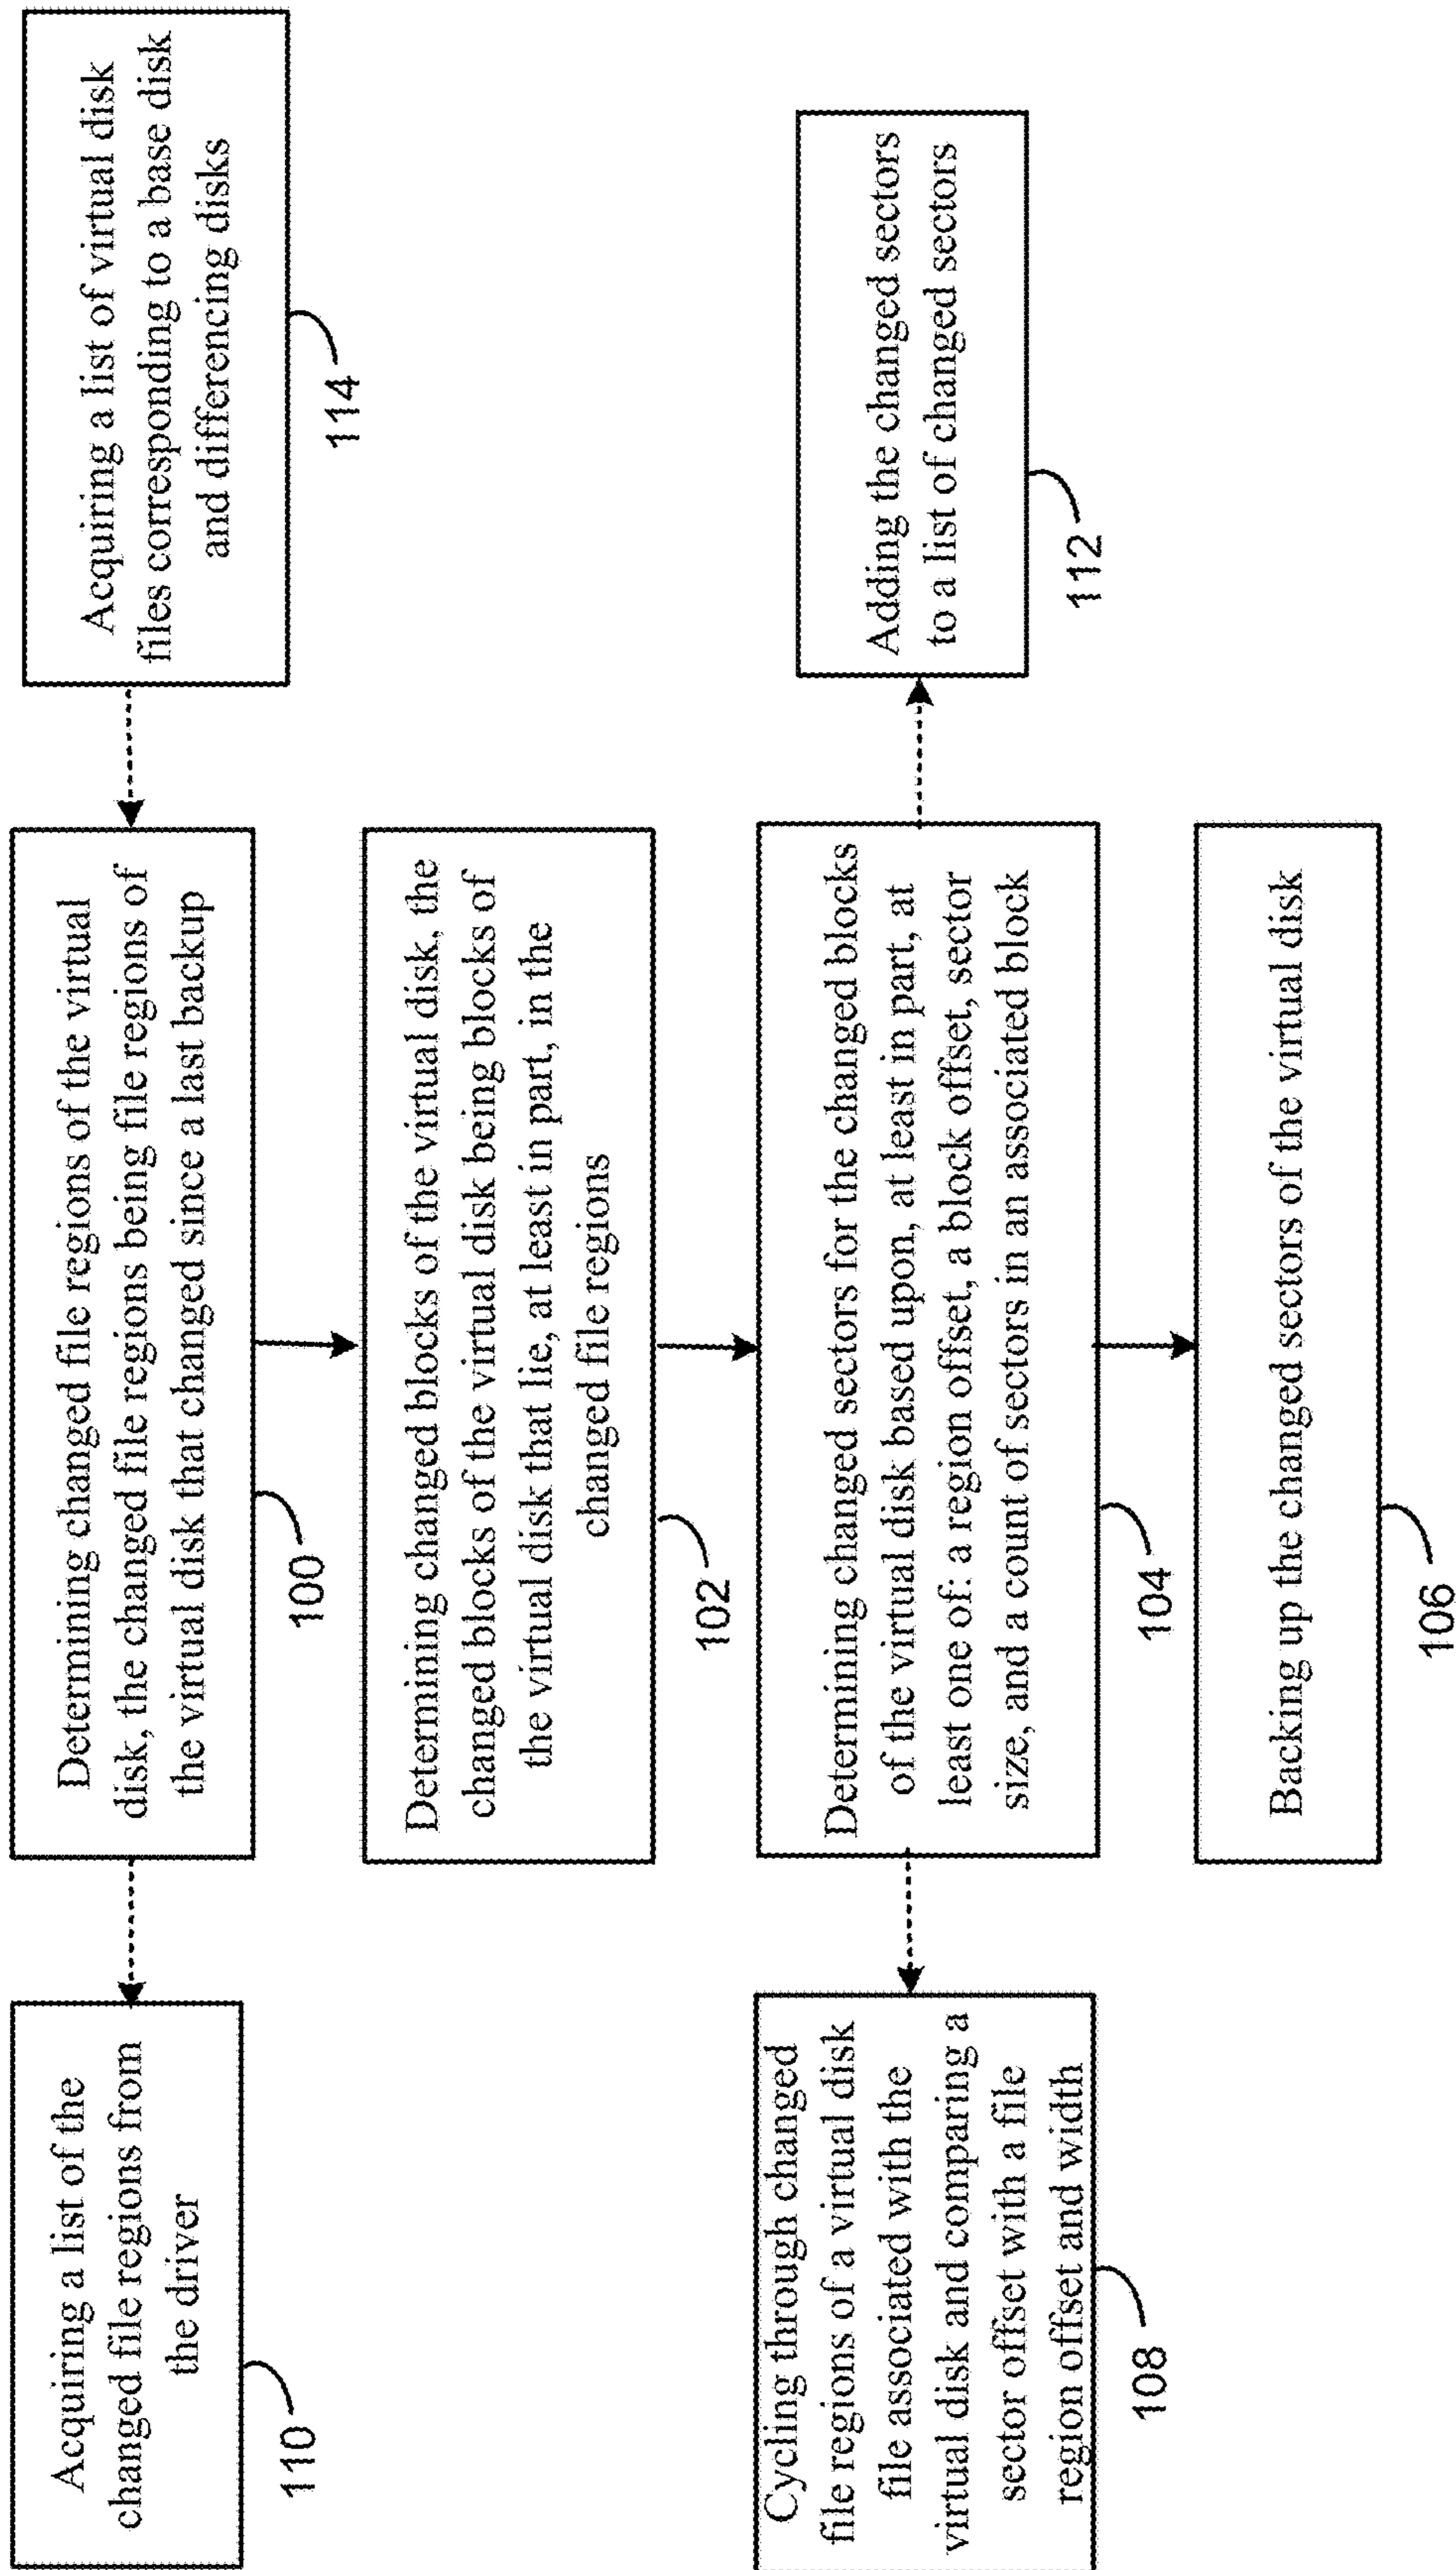 Acquiring a list of the
changed file regions from
the driver
110
Determining changed file regions of the virtual
disk, the changed file regions being file regions of
the virtual disk that changed since a last backup
100
Acquiring a list of virtual disk
files corresponding to a base disk
and differencing disks
114
Determining changed blocks of the virtual disk, the
changed blocks of the virtual disk being blocks of
the virtual disk that lie, at least in part, in the
changed file regions
102
Cycling through changed
file regions of a virtual disk
file associated with the
virtual disk and comparing a
sector offset with a file
region offset and width
108
Determining changed sectors for the changed blocks
of the virtual disk based upon, at least in part, at
least one of: a region offset, a block offset, sector
size, and a count of sectors in an associated block
104
Adding the changed sectors
to a list of changed sectors
112
Backing up the changed sectors of the virtual disk
106